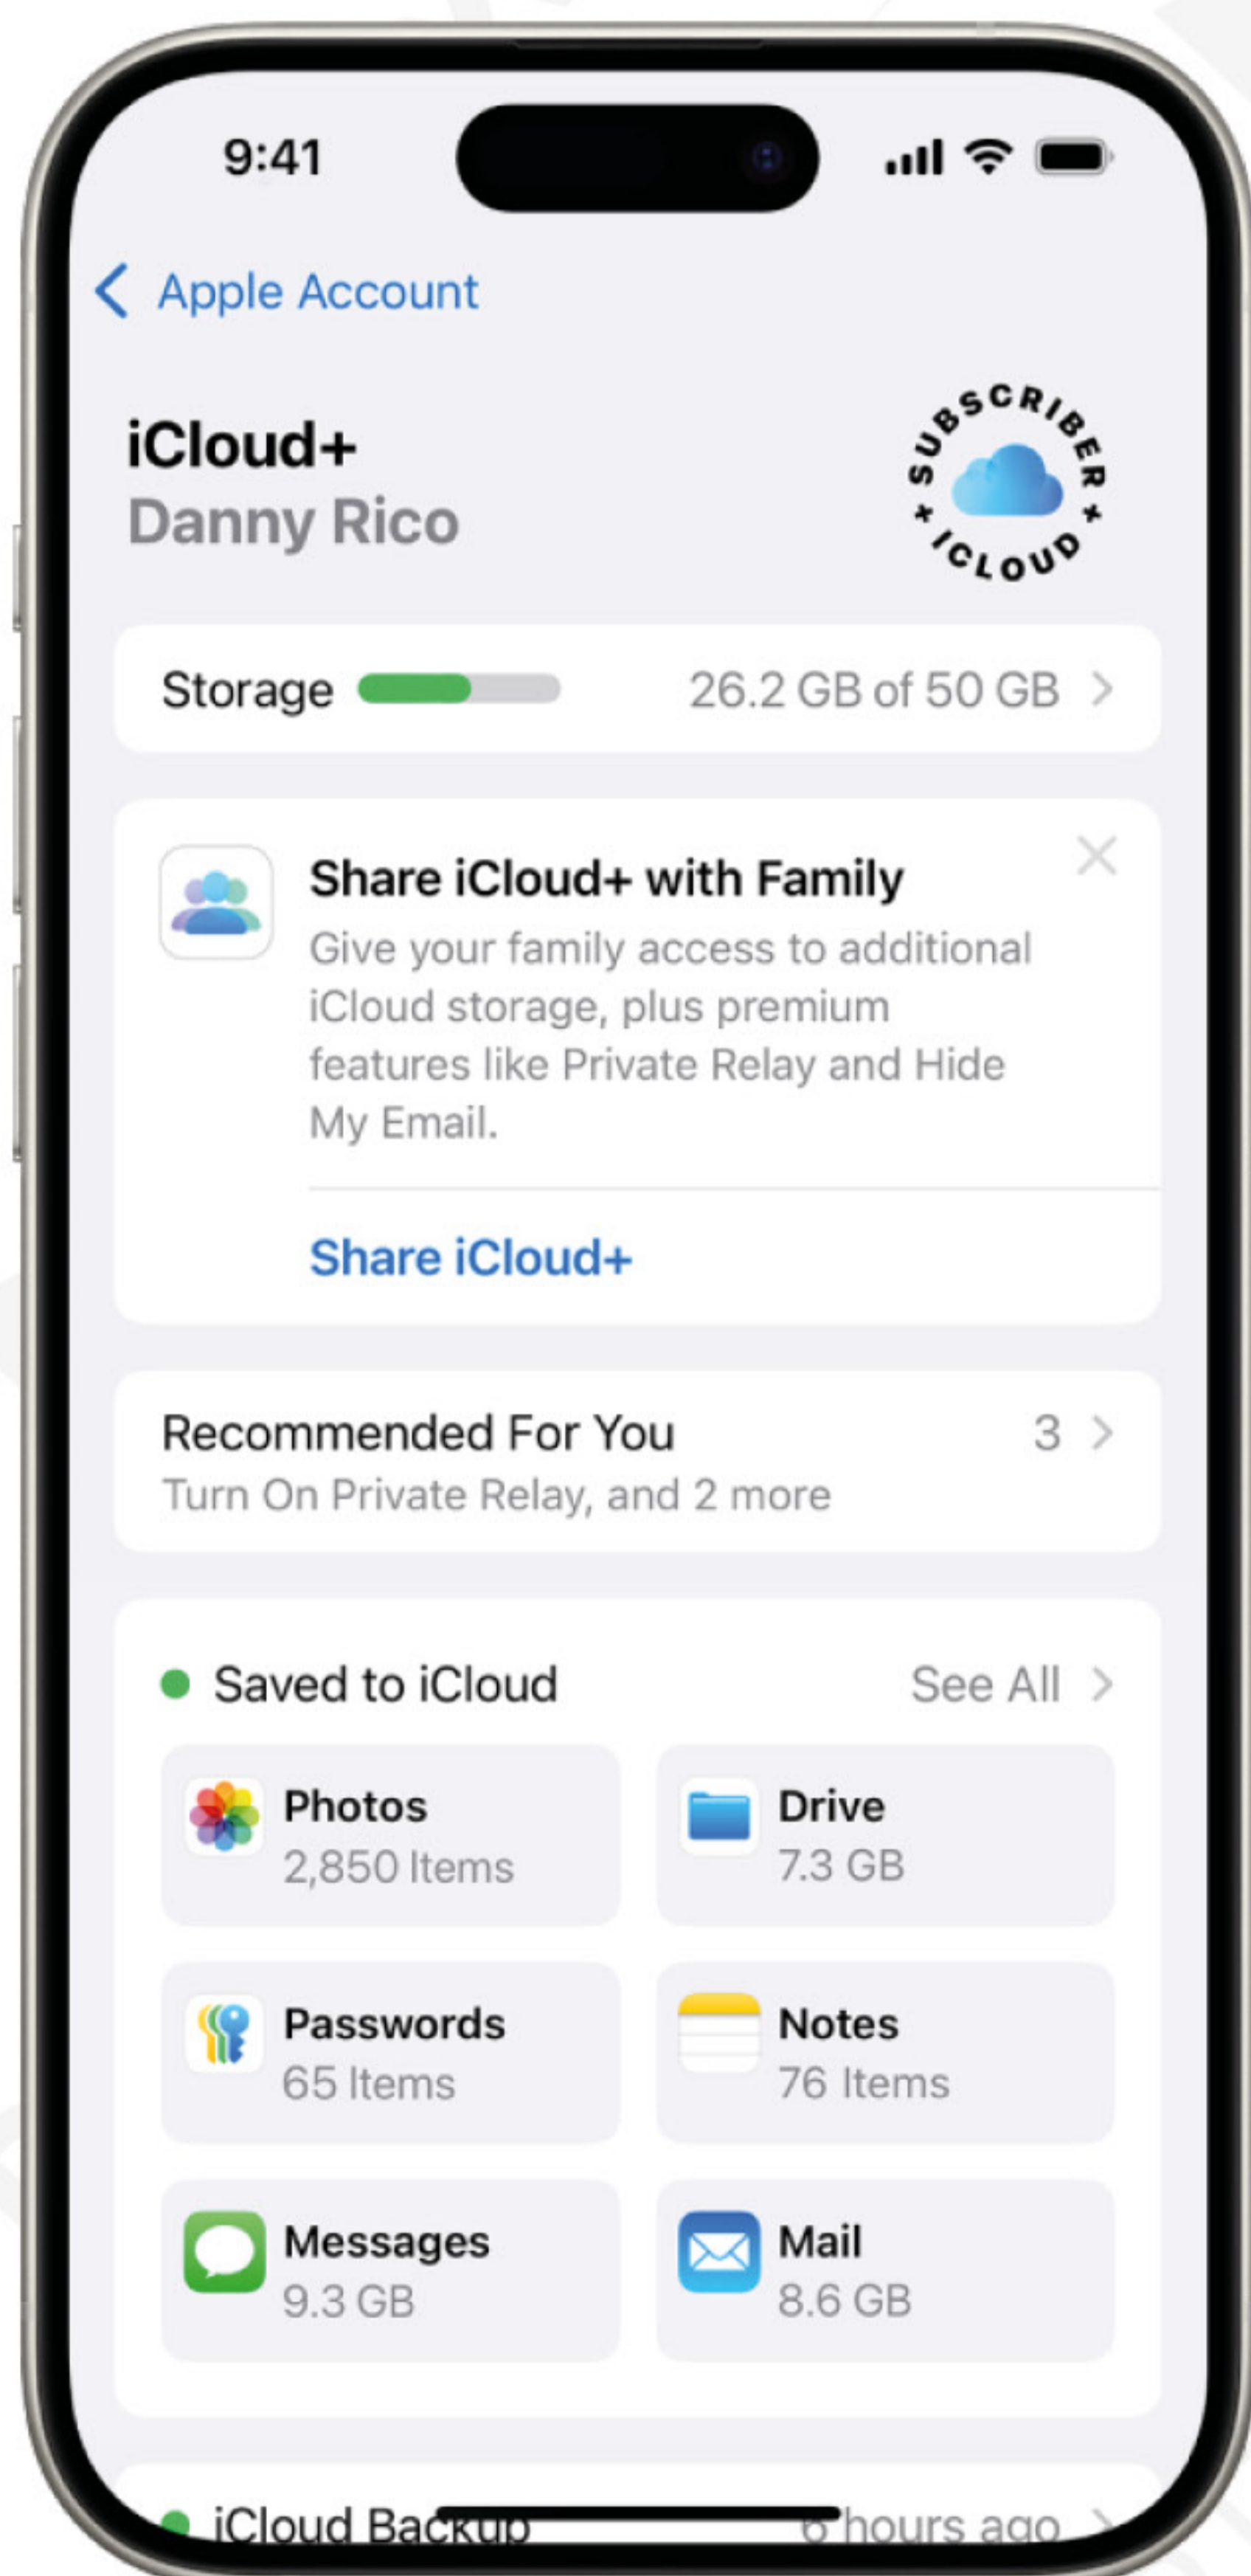 9:41
Apple Account
iCloud+
Danny Rico
SUBSCRIBER + ICLOUD +
Storage 26.2 GB of 50 GB
Share iCloud+ with Family
Give your family access to additional
iCloud storage, plus premium
features like Private Relay and Hide
My Email.
Share iCloud+
Recommended For You 3
Turn On Private Relay, and 2 more
Saved to iCloud See All
Photos
2,850 Items
Drive
7.3 GB
Passwords
65 Items
Notes
76 Items
Messages
9.3 GB
Mail
8.6 GB
iCloud Backup 6 hours ago